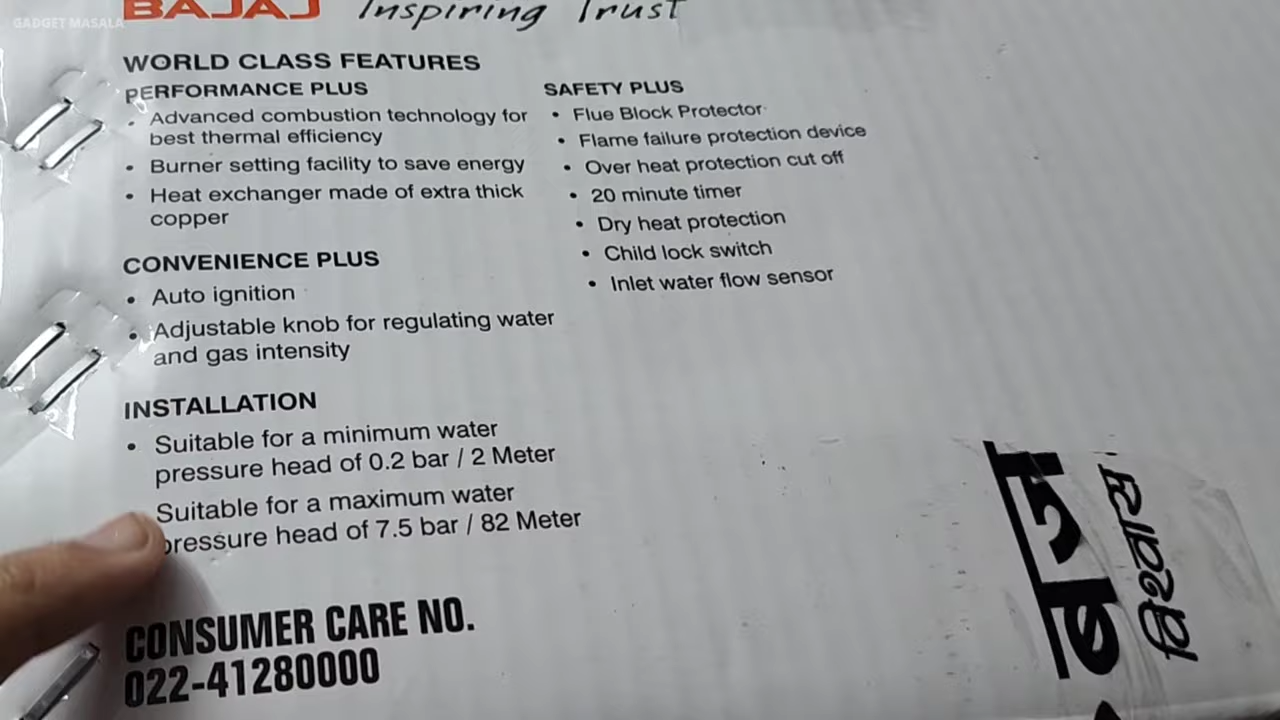 GADGET MASALA
BAJAJ Inspiring Trust
WORLD CLASS FEATURES
PERFORMANCE PLUS
• Advanced combustion technology for
best thermal efficiency
• Burner setting facility to save energy
• Heat exchanger made of extra thick
copper
CONVENIENCE PLUS
• Auto ignition
• Adjustable knob for regulating water
and gas intensity
INSTALLATION
• Suitable for a minimum water
pressure head of 0.2 bar / 2 Meter
Suitable for a maximum water
pressure head of 7.5 bar / 82 Meter
CONSUMER CARE NO.
022-41280000
SAFETY PLUS
• Flue Block Protector
• Flame failure protection device
• Over heat protection cut off
• 20 minute timer
• Dry heat protection
• Child lock switch
• Inlet water flow sensor
विश्वास